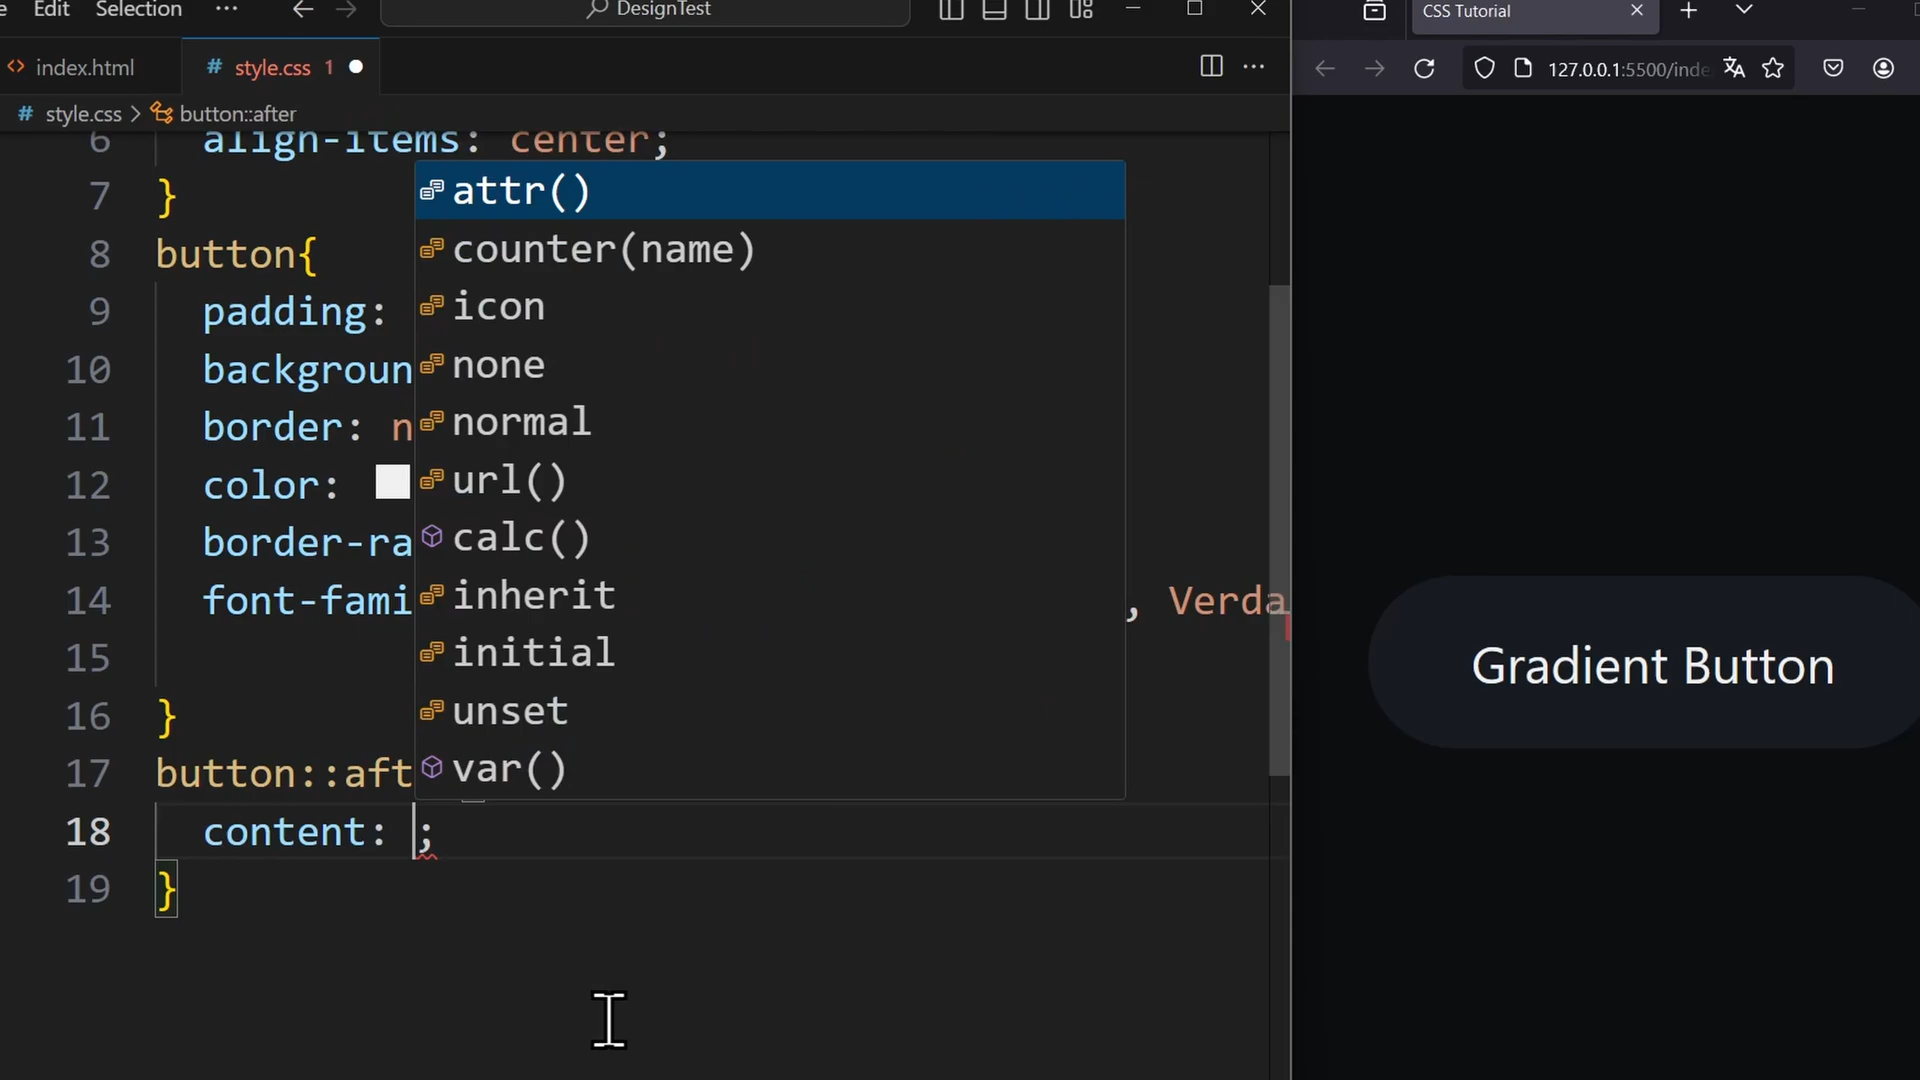 Edit Selection ···
DesignTest
CSS Tutorial
index.html
# style.css 1
127.0.0.1:5500/inde
# style.css > button::after
6 align-items: center;
7 }
8 button{
9 padding:
10 backgroun
11 border: n
12 color:
13 border-ra
14 font-fami , Verda
15
16 }
17 button::aft
18 content: ;
19 }
attr()
counter(name)
icon
none
normal
url()
calc()
inherit
initial
unset
var()
Gradient Button